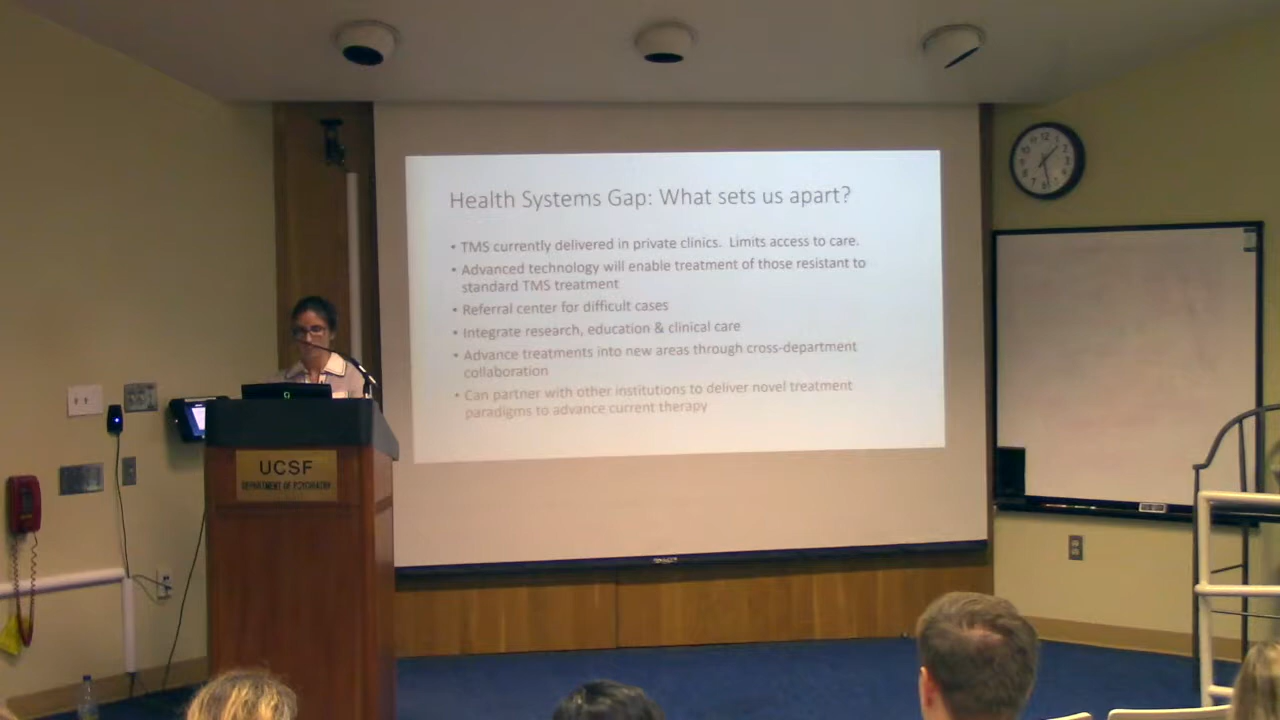 Health Systems Gap: What sets us apart?
• TMS currently delivered in private clinics. Limits access to care.
• Advanced technology will enable treatment of those resistant to
standard TMS treatment
• Referral center for difficult cases
• Integrate research, education & clinical care
• Advance treatments into new areas through cross-department
collaboration
• Can partner with other institutions to deliver novel treatment
paradigms to advance current therapy
UCSF
DEPARTMENT OF PSYCHIATRY